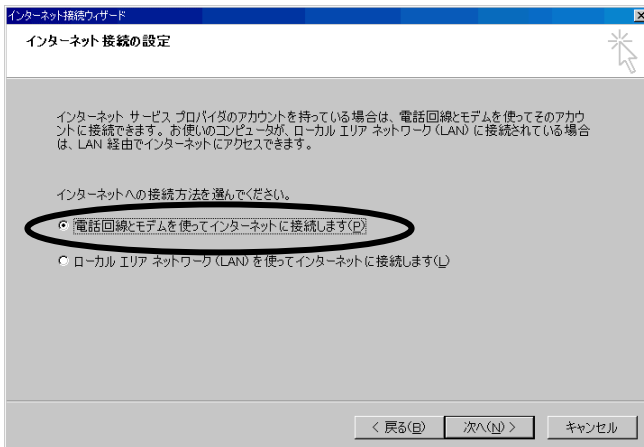 インターネット接続ウィザード
インターネット接続の設定
インターネット サービス プロバイダのアカウントを持っている場合は、電話回線とモデムを使ってそのアカウ
ントに接続できます。お使いのコンピュータが、ローカル エリア ネットワーク (LAN) に接続されている場合
は、LAN 経由でインターネットにアクセスできます。
インターネットへの接続方法を選んでください。
電話回線とモデムを使ってインターネットに接続します(P)
ローカル エリア ネットワーク (LAN) を使ってインターネットに接続します(L)
< 戻る(B)
次へ(N) >
キャンセル